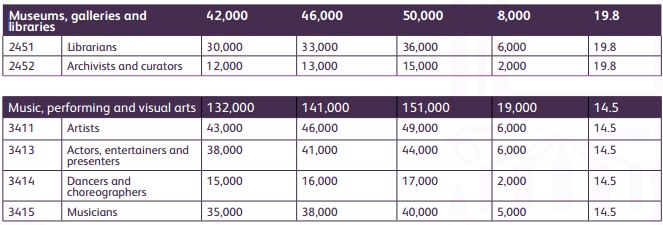 Museums, galleries and 42,000 46,000 50,000 8,000 19.8
libraries
2451 Librarians 30,000 33,000 36,000 6,000 19.8
2452 Archivists and curators 12,000 13,000 15,000 2,000 19.8
Music, performing and visual arts 132,000 141,000 151,000 19,000 14.5
3411 Artists 43,000 46,000 49,000 6,000 14.5
3413 Actors, entertainers and 38,000 41,000 44,000 6,000 14.5
presenters
3414 Dancers and 15,000 16,000 17,000 2,000 14.5
choreographers
3415 Musicians 35,000 38,000 40,000 5,000 14.5